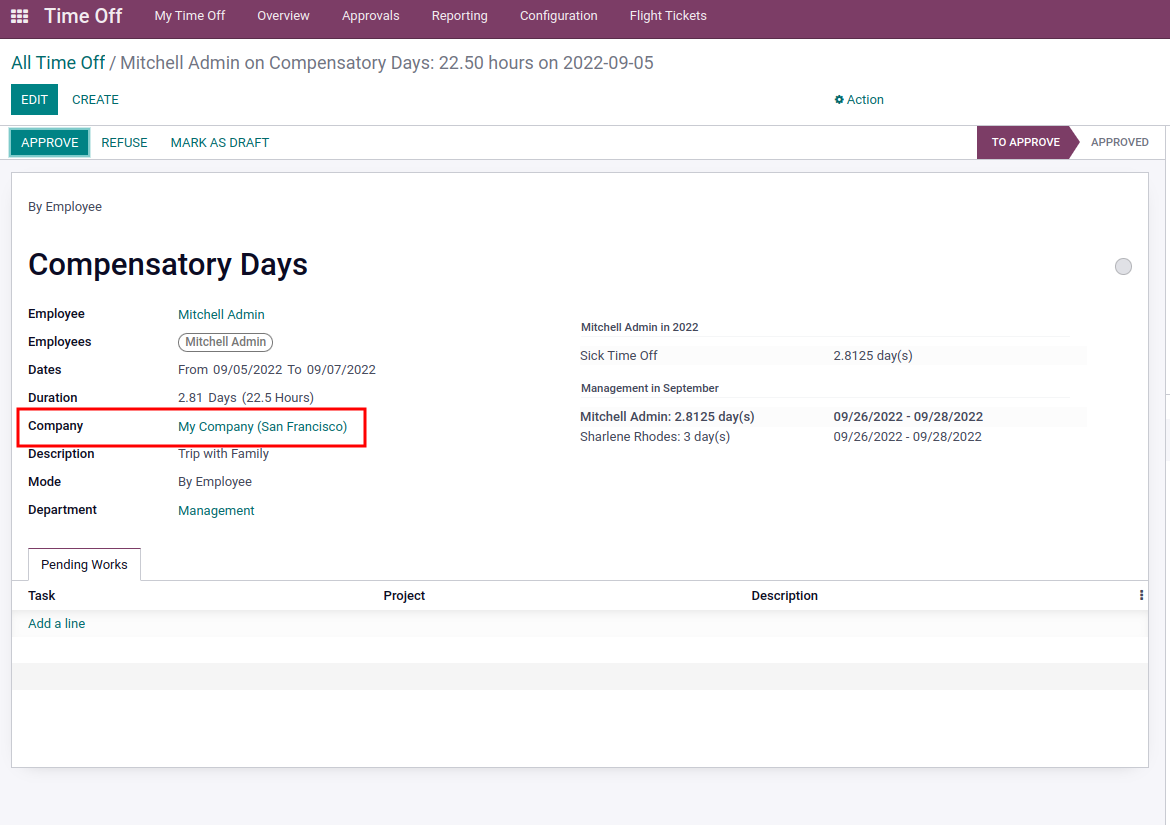 Time Off My Time Off Overview Approvals Reporting Configuration Flight Tickets
All Time Off / Mitchell Admin on Compensatory Days: 22.50 hours on 2022-09-05
EDIT CREATE Action
APPROVE REFUSE MARK AS DRAFT TO APPROVE APPROVED
By Employee
Compensatory Days
Employee Mitchell Admin
Employees Mitchell Admin
Dates From 09/05/2022 To 09/07/2022
Duration 2.81 Days (22.5 Hours)
Company My Company (San Francisco)
Description Trip with Family
Mode By Employee
Department Management
Mitchell Admin in 2022
Sick Time Off 2.8125 day(s)
Management in September
Mitchell Admin: 2.8125 day(s) 09/26/2022 - 09/28/2022
Sharlene Rhodes: 3 day(s) 09/26/2022 - 09/28/2022
Pending Works
Task Project Description
Add a line